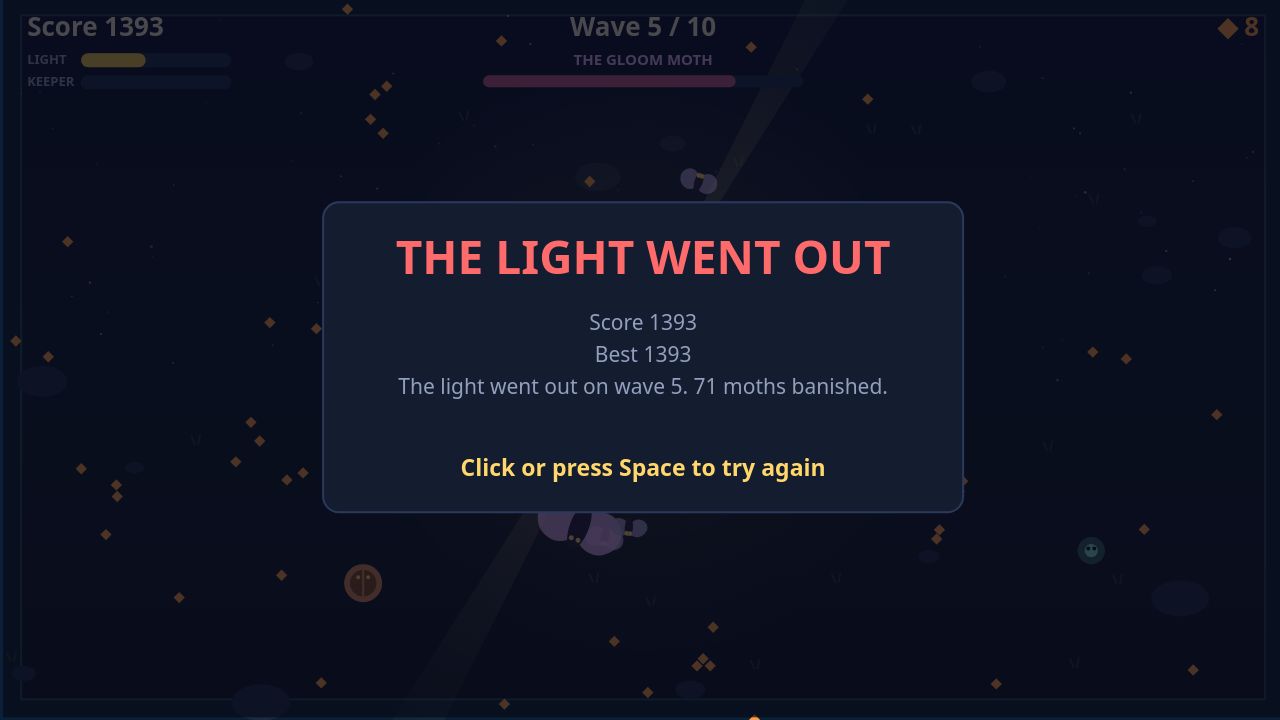 Score 1393
Wave 5 / 10
8
LIGHT
THE GLOOM MOTH
KEEPER
THE LIGHT WENT OUT
Score 1393
Best 1393
The light went out on wave 5. 71 moths banished.
Click or press Space to try again